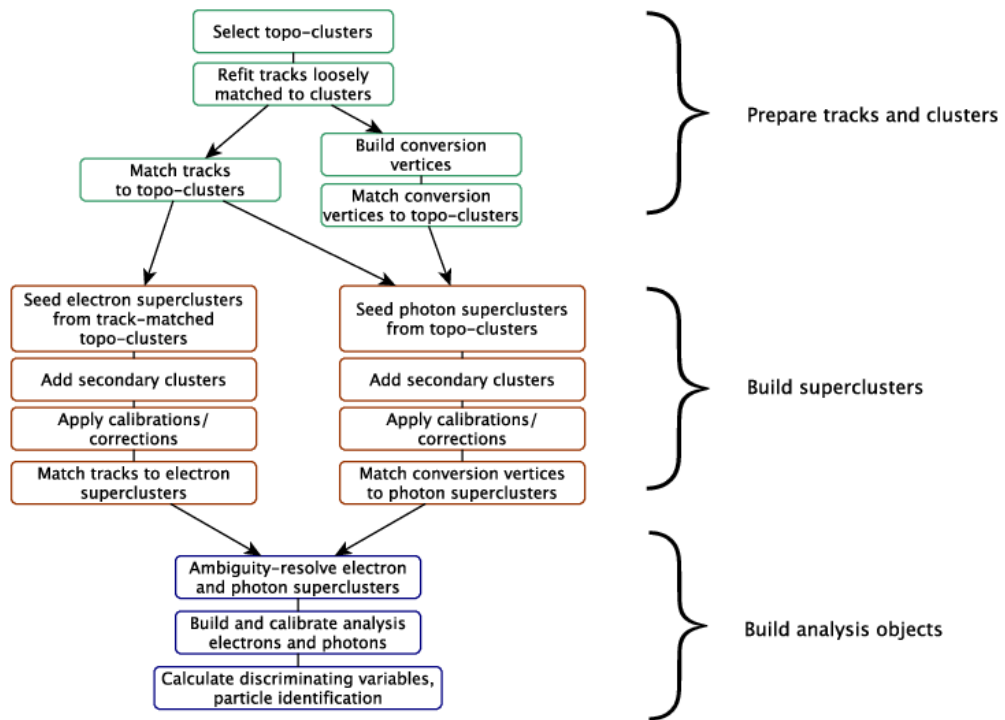 Select topo-clusters
Refit tracks loosely
matched to clusters
Build conversion
vertices
Match tracks
to topo-clusters
Match conversion
vertices to topo-clusters
Prepare tracks and clusters
Seed electron superclusters
from track-matched
topo-clusters
Add secondary clusters
Apply calibrations/
corrections
Match tracks to electron
superclusters
Seed photon superclusters
from topo-clusters
Add secondary clusters
Apply calibrations/
corrections
Match conversion vertices
to photon superclusters
Build superclusters
Ambiguity-resolve electron
and photon superclusters
Build and calibrate analysis
electrons and photons
Calculate discriminating variables,
particle identification
Build analysis objects